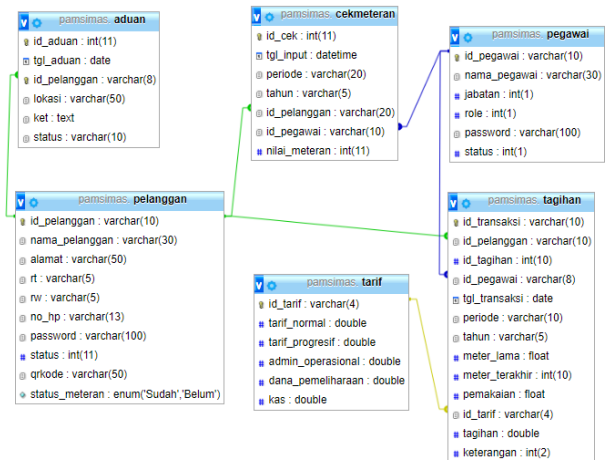 pamsimas. aduan
id_aduan : int(11)
tgl_aduan : date
id_pelanggan : varchar(8)
lokasi : varchar(50)
ket : text
status : varchar(10)
pamsimas. cekmeteran
id_cek : int(11)
tgl_input : datetime
periode : varchar(20)
tahun : varchar(5)
id_pelanggan : varchar(20)
id_pegawai : varchar(10)
# nilai_meteran : int(11)
pamsimas. pegawai
id_pegawai : varchar(10)
nama_pegawai : varchar(30)
# jabatan : int(1)
# role : int(1)
password : varchar(100)
# status : int(1)
pamsimas. pelanggan
id_pelanggan : varchar(10)
nama_pelanggan : varchar(30)
alamat : varchar(50)
rt : varchar(5)
rw : varchar(5)
no_hp : varchar(13)
password : varchar(100)
# status : int(11)
qrkode : varchar(50)
status_meteran : enum('Sudah','Belum')
pamsimas. tarif
id_tarif : varchar(4)
# tarif_normal : double
# tarif_progresif : double
# admin_operasional : double
# dana_pemeliharaan : double
# kas : double
pamsimas. tagihan
id_transaksi : varchar(10)
id_pelanggan : varchar(10)
# id_tagihan : int(10)
id_pegawai : varchar(8)
tgl_transaksi : date
periode : varchar(10)
tahun : varchar(5)
# meter_lama : float
# meter_terakhir : int(10)
# pemakaian : float
id_tarif : varchar(4)
# tagihan : double
# keterangan : int(2)